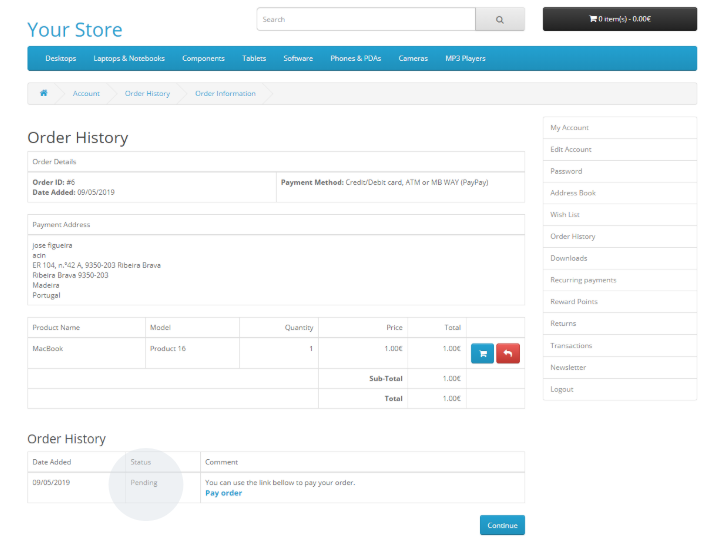 Your Store
Search
0 item(s) - 0.00€
Desktops Laptops & Notebooks Components Tablets Software Phones & PDAs Cameras MP3 Players
Account Order History Order Information
Order History
Order Details
Order ID: #6
Date Added: 09/05/2019
Payment Method: Credit/Debit card, ATM or MB WAY (PayPay)
Payment Address
jose figueira
acin
ER 104, n.º42 A, 9350-203 Ribeira Brava
Ribeira Brava 9350-203
Madeira
Portugal
Product Name Model Quantity Price Total
MacBook Product 16 1 1.00€ 1.00€
Sub-Total 1.00€
Total 1.00€
Order History
Date Added Status Comment
09/05/2019 Pending You can use the link bellow to pay your order.
Pay order
Continue
My Account
Edit Account
Password
Address Book
Wish List
Order History
Downloads
Recurring payments
Reward Points
Returns
Transactions
Newsletter
Logout